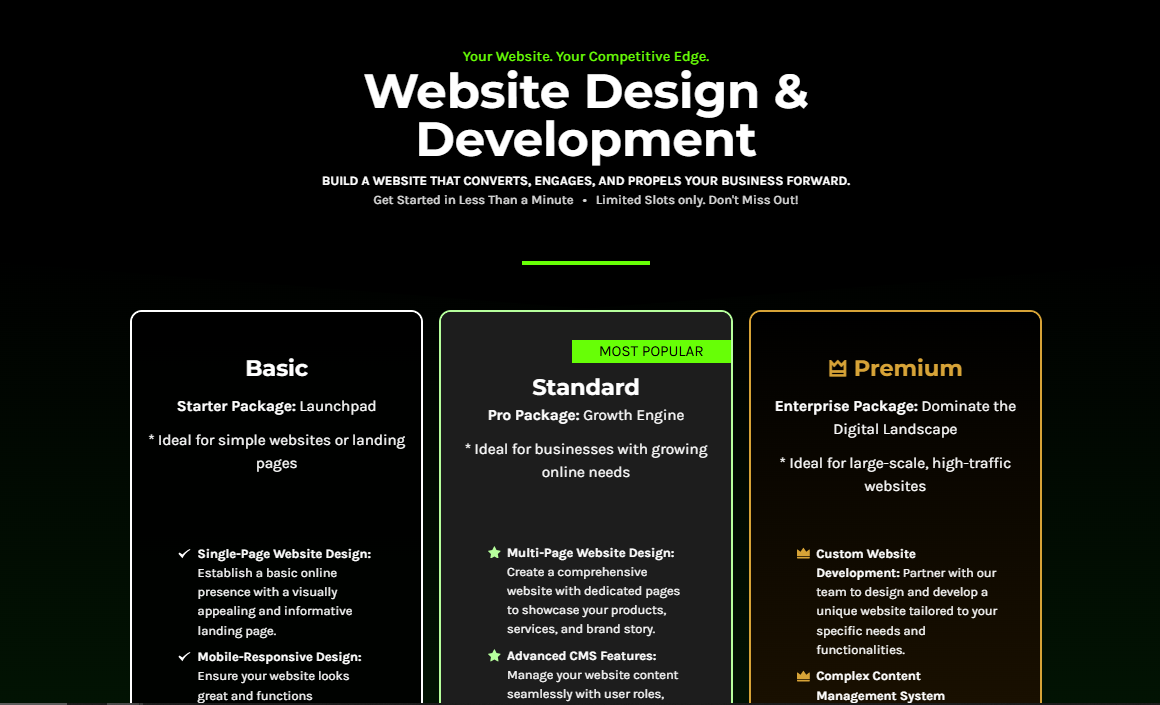 Your Website. Your Competitive Edge.
Website Design &
Development
BUILD A WEBSITE THAT CONVERTS, ENGAGES, AND PROPELS YOUR BUSINESS FORWARD.
Get Started in Less Than a Minute • Limited Slots only. Don't Miss Out!
Basic
Starter Package: Launchpad
* Ideal for simple websites or landing
pages
Single-Page Website Design:
Establish a basic online
presence with a visually
appealing and informative
landing page.
Mobile-Responsive Design:
Ensure your website looks
great and functions
MOST POPULAR
Standard
Pro Package: Growth Engine
* Ideal for businesses with growing
online needs
Multi-Page Website Design:
Create a comprehensive
website with dedicated pages
to showcase your products,
services, and brand story.
Advanced CMS Features:
Manage your website content
seamlessly with user roles,
Premium
Enterprise Package: Dominate the
Digital Landscape
* Ideal for large-scale, high-traffic
websites
Custom Website
Development: Partner with our
team to design and develop a
unique website tailored to your
specific needs and
functionalities.
Complex Content
Management System